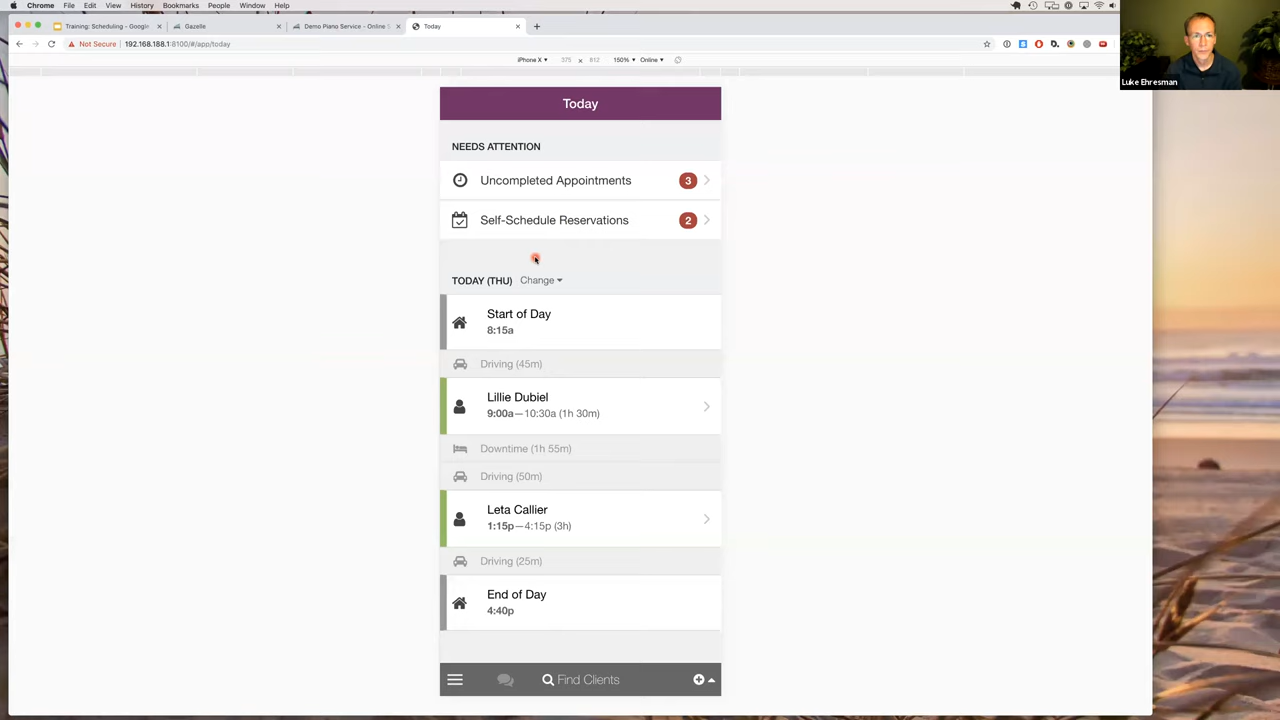 Chrome File Edit View History Bookmarks People Window Help
Training: Scheduling - Google
Gazelle
Demo Piano Service - Online
Today
Not Secure 192.168.188.1:8100/#/app/today
iPhone X 375 x 812 150% Online
Luke Ehresman
Today
NEEDS ATTENTION
Uncompleted Appointments 3
Self-Schedule Reservations 2
TODAY (THU) Change
Start of Day
8:15a
Driving (45m)
Lillie Dubiel
9:00a—10:30a (1h 30m)
Downtime (1h 55m)
Driving (50m)
Leta Callier
1:15p—4:15p (3h)
Driving (25m)
End of Day
4:40p
Find Clients